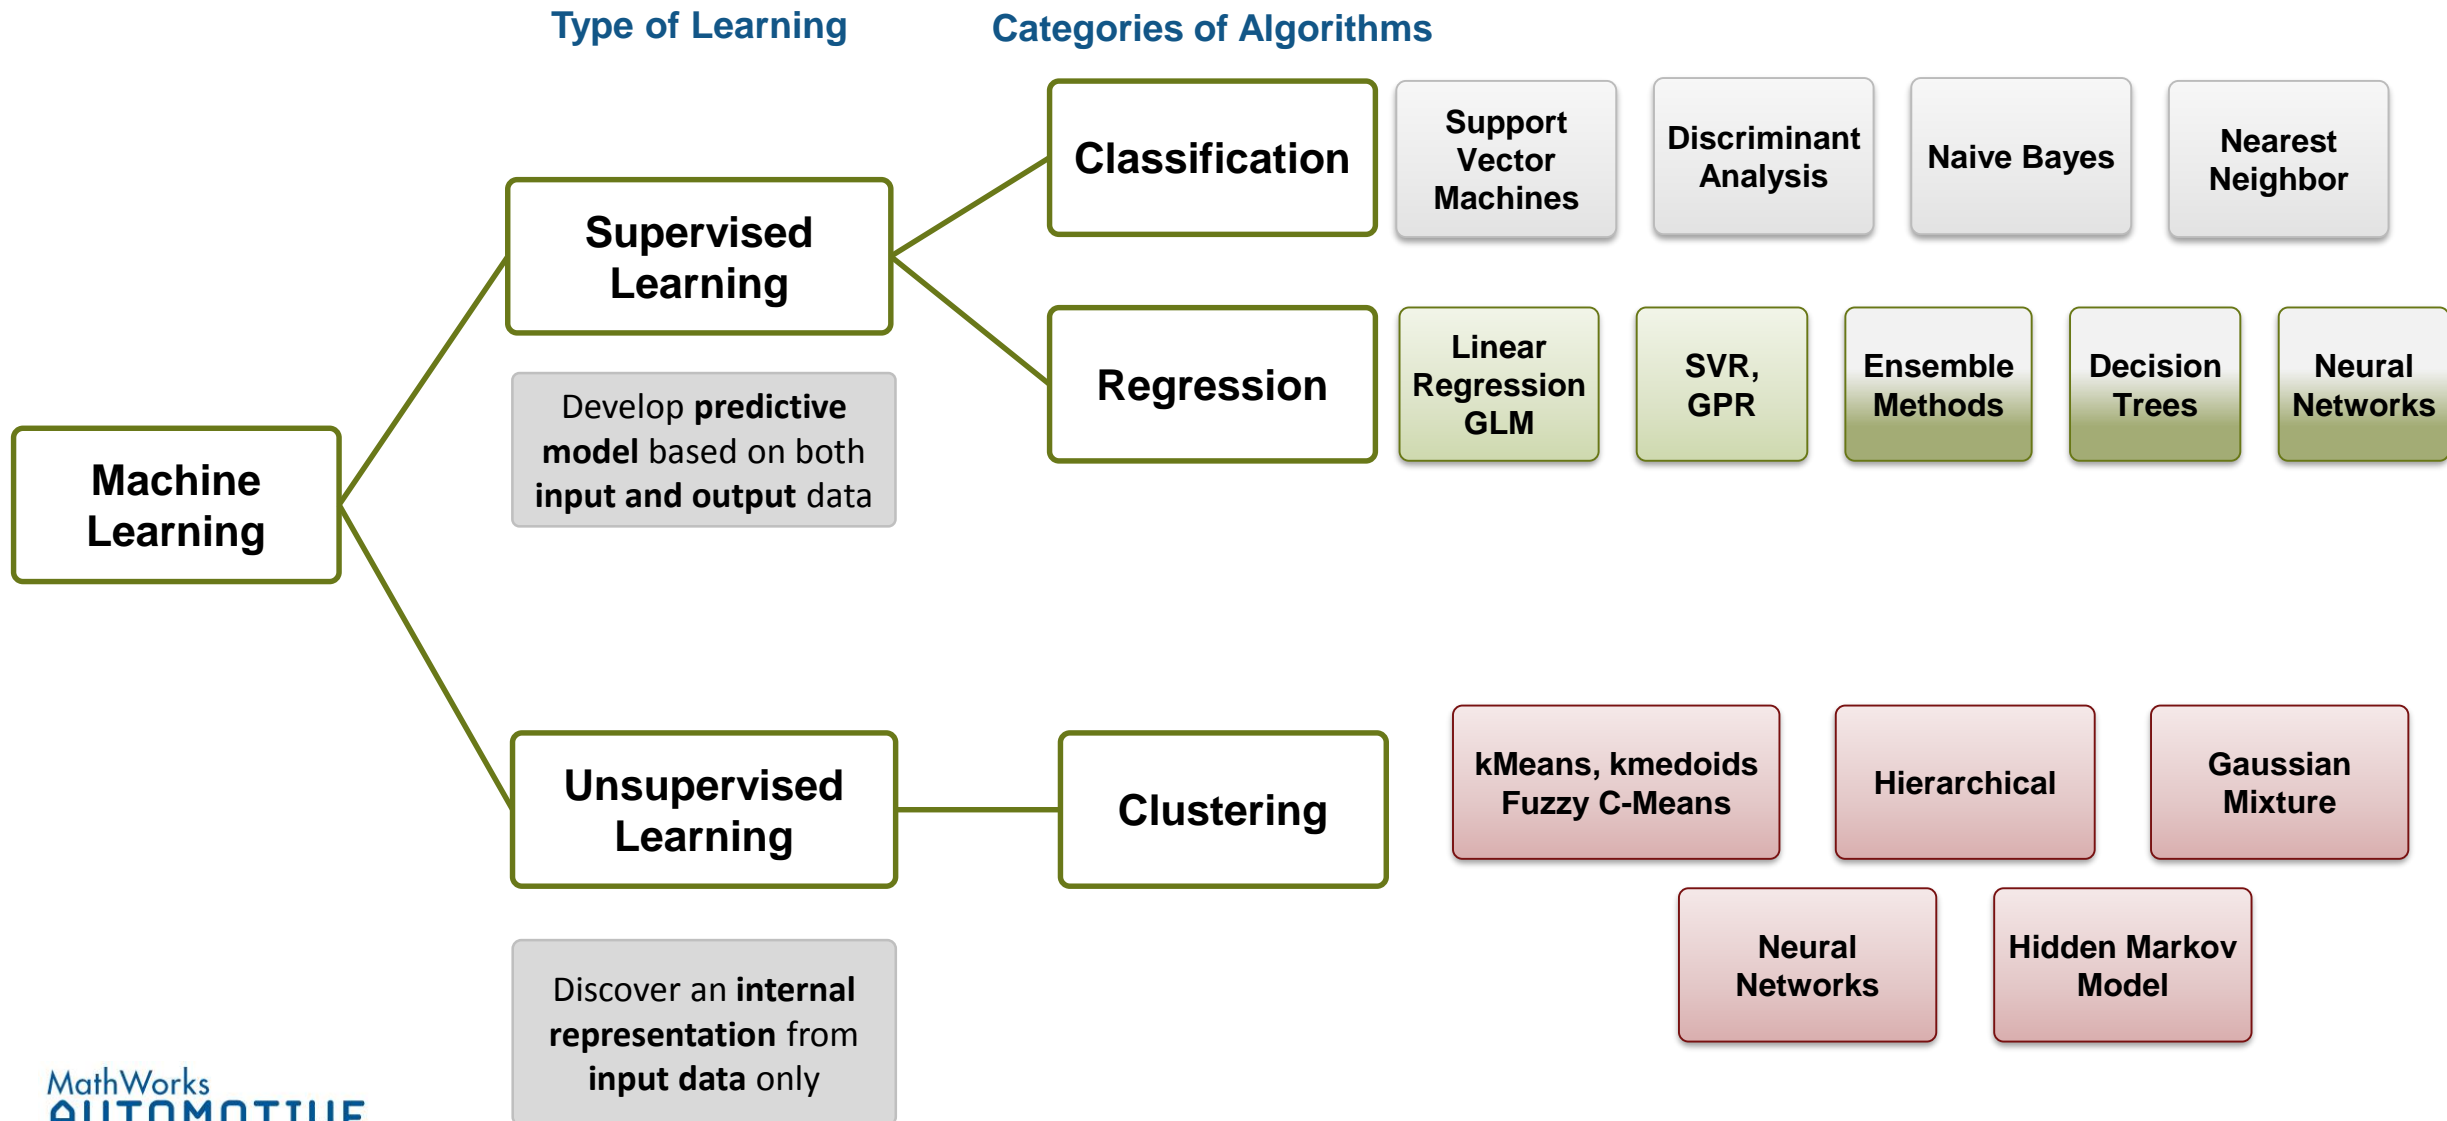 Type of Learning
Categories of Algorithms
Machine
Learning
Supervised
Learning
Develop predictive
model based on both
input and output data
Classification
Support
Vector
Machines
Discriminant
Analysis
Naive Bayes
Nearest
Neighbor
Regression
Linear
Regression
GLM
SVR,
GPR
Ensemble
Methods
Decision
Trees
Neural
Networks
Unsupervised
Learning
Discover an internal
representation from
input data only
Clustering
kMeans, kmedoids
Fuzzy C-Means
Hierarchical
Gaussian
Mixture
Neural
Networks
Hidden Markov
Model
MathWorks
AUTOMOTIVE